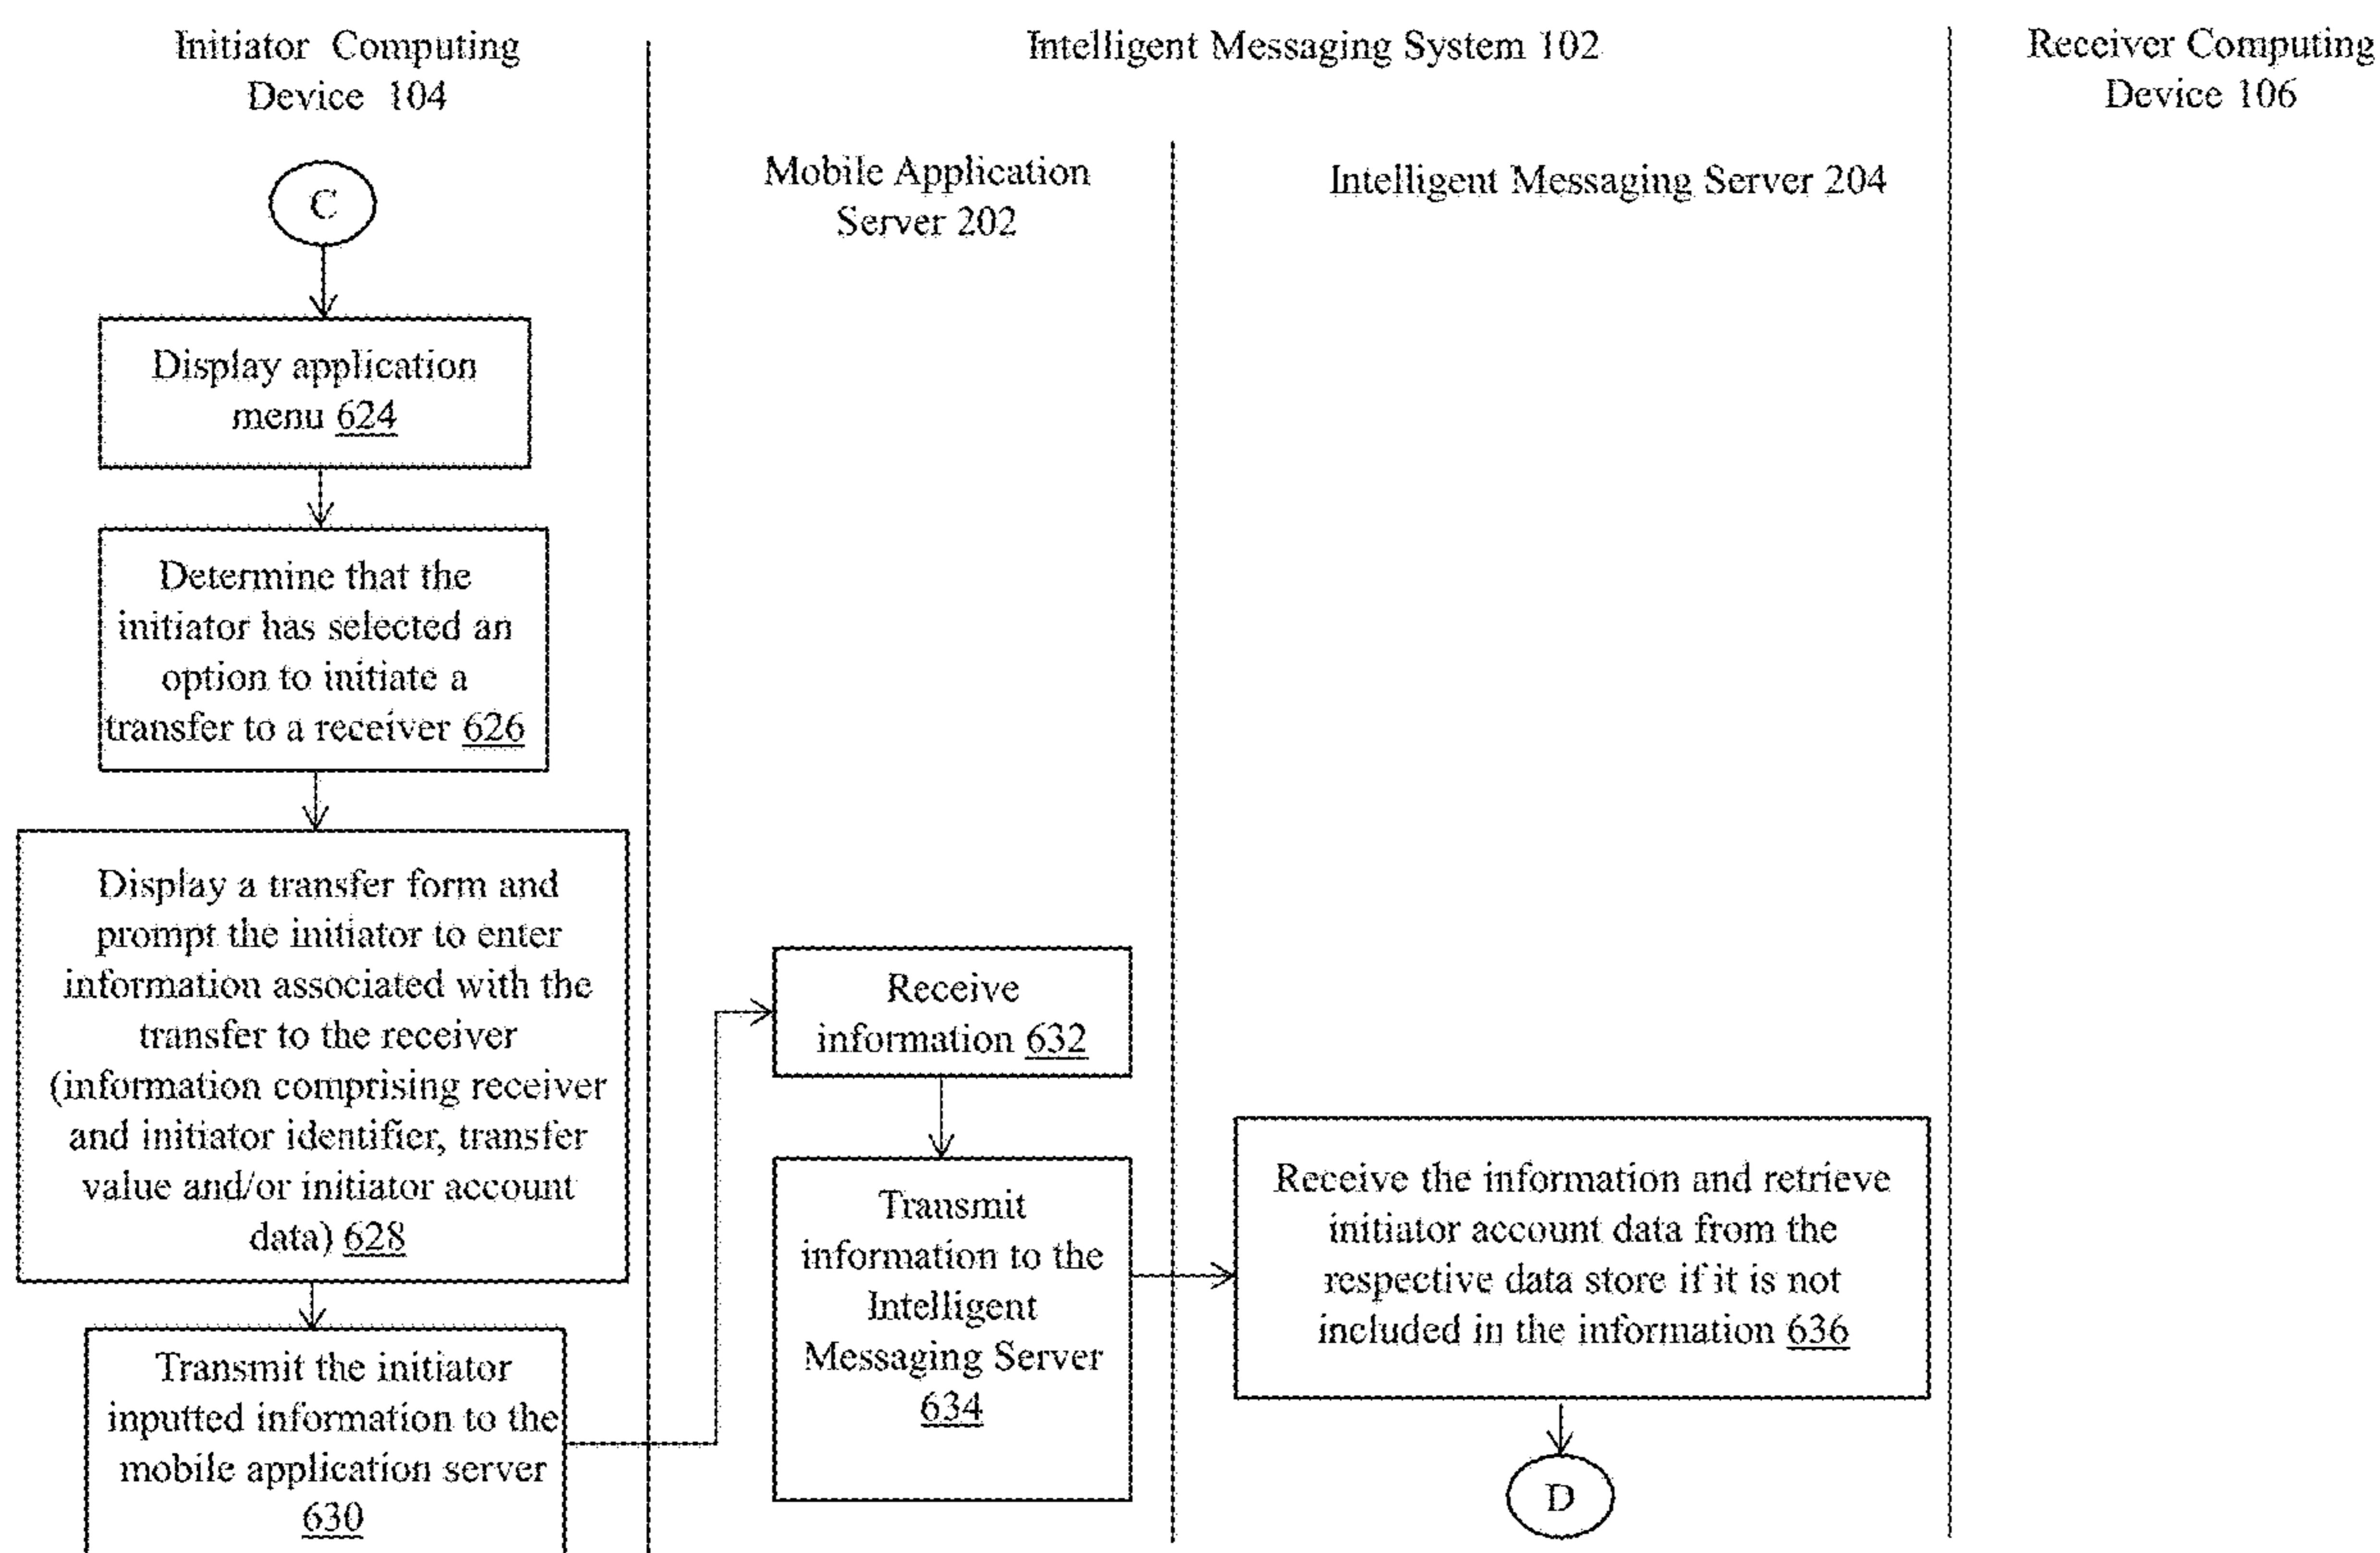 Initiator Computing
Device 104
Intelligent Messaging System 102
Receiver Computing
Device 106
Mobile Application
Server 202
Intelligent Messaging Server 204
C
Display application
menu 624
Determine that the
initiator has selected an
option to initiate a
transfer to a receiver 626
Display a transfer form and
prompt the initiator to enter
information associated with the
transfer to the receiver
(information comprising receiver
and initiator identifier, transfer
value and/or initiator account
data) 628
Transmit the initiator
inputted information to the
mobile application server
630
Receive
information 632
Transmit
information to the
Intelligent
Messaging Server
634
Receive the information and retrieve
initiator account data from the
respective data store if it is not
included in the information 636
D